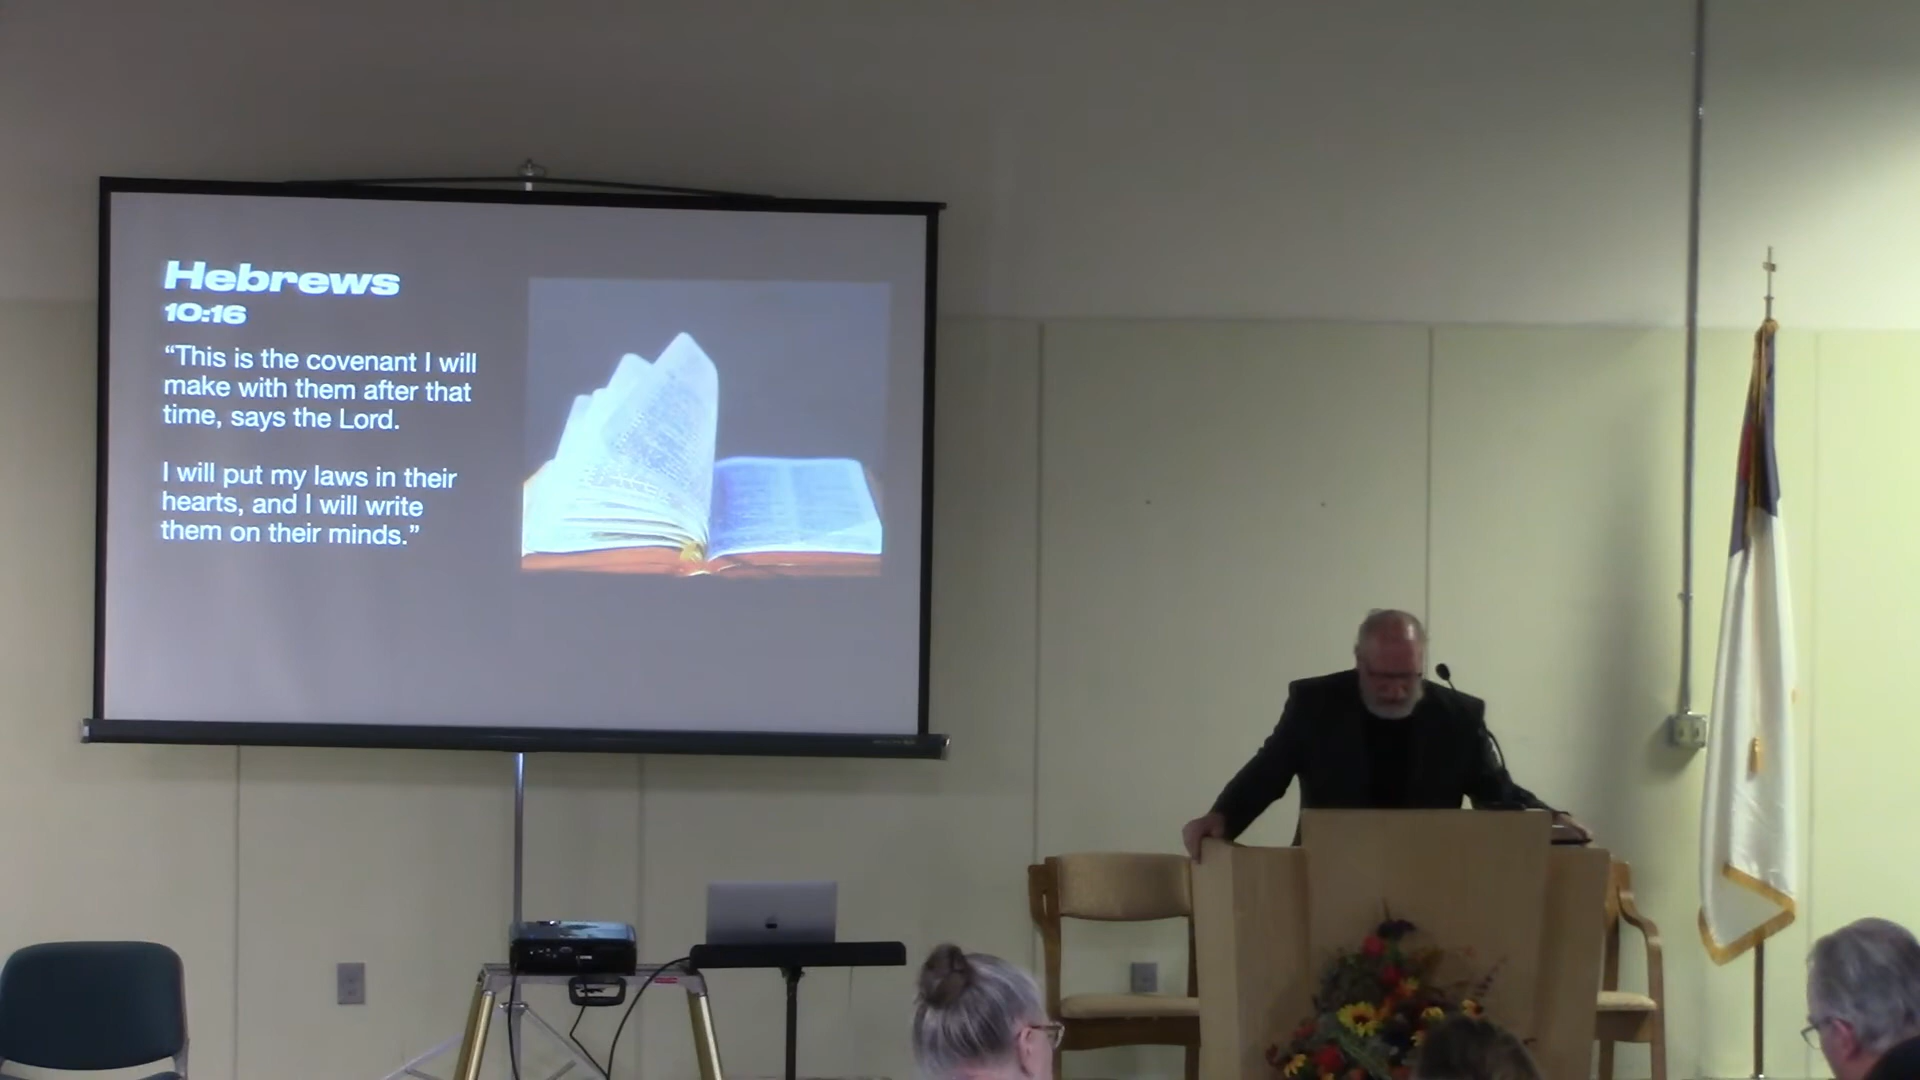 Hebrews
10:16
“This is the covenant I will
make with them after that
time, says the Lord.
I will put my laws in their
hearts, and I will write
them on their minds.”